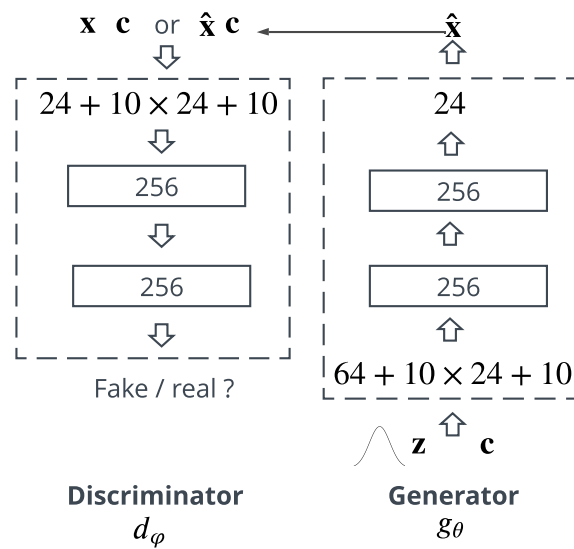 x c or x̂ c
24 + 10 × 24 + 10
256
256
Fake / real ?
Discriminator
d_φ
x̂
24
256
256
64 + 10 × 24 + 10
z c
Generator
g_θ